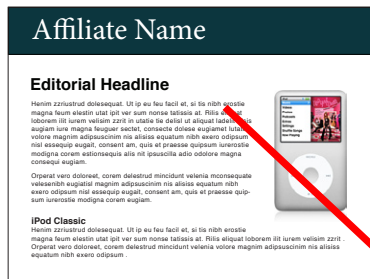 Affiliate Name
Editorial Headline
Henim zzriustrud dolesequat. Ut ip eu feu facil et, si tis nibh erostie
magna feum elestin utat ipit ver sum nonse tatissis at. Rilis eliquat
loborem ilit iurem velisim zzrit in utatie tie delisl ut aliquat
augiam iure magna feuguer sectet, consecte dolese eugiamet
volore magnim adipsuscinim nis alisiss equatum nibh exero odipsum
nisl essequip eugait, consent am, quis et praesse quipsum iurerostie
modigna corem estionsequis alis nit ipsuscilla adio odolore magna
consequi eugiam.
Orperat vero doloreet, corem delestrud mincidunt velenia mconsequate
velesenibh eugiatisl magnim adipsuscinim nis alisiss equatum nibh
exero odipsum nisl essequip eugait, consent am, quis et praesse quip-
sum iurerostie modigna corem eugiam.
iPod Classic
Henim zzriustrud dolesequat. Ut ip eu feu facil et, si tis nibh erostie
magna feum elestin utat ipit ver sum nonse tatissis at. Rilis eliquat loborem ilit iurem velisim zzrit .
Orperat vero doloreet, corem delestrud mincidunt velenia volore magnim adipsuscinim nis alisiss
equatum nibh exero odipsum .